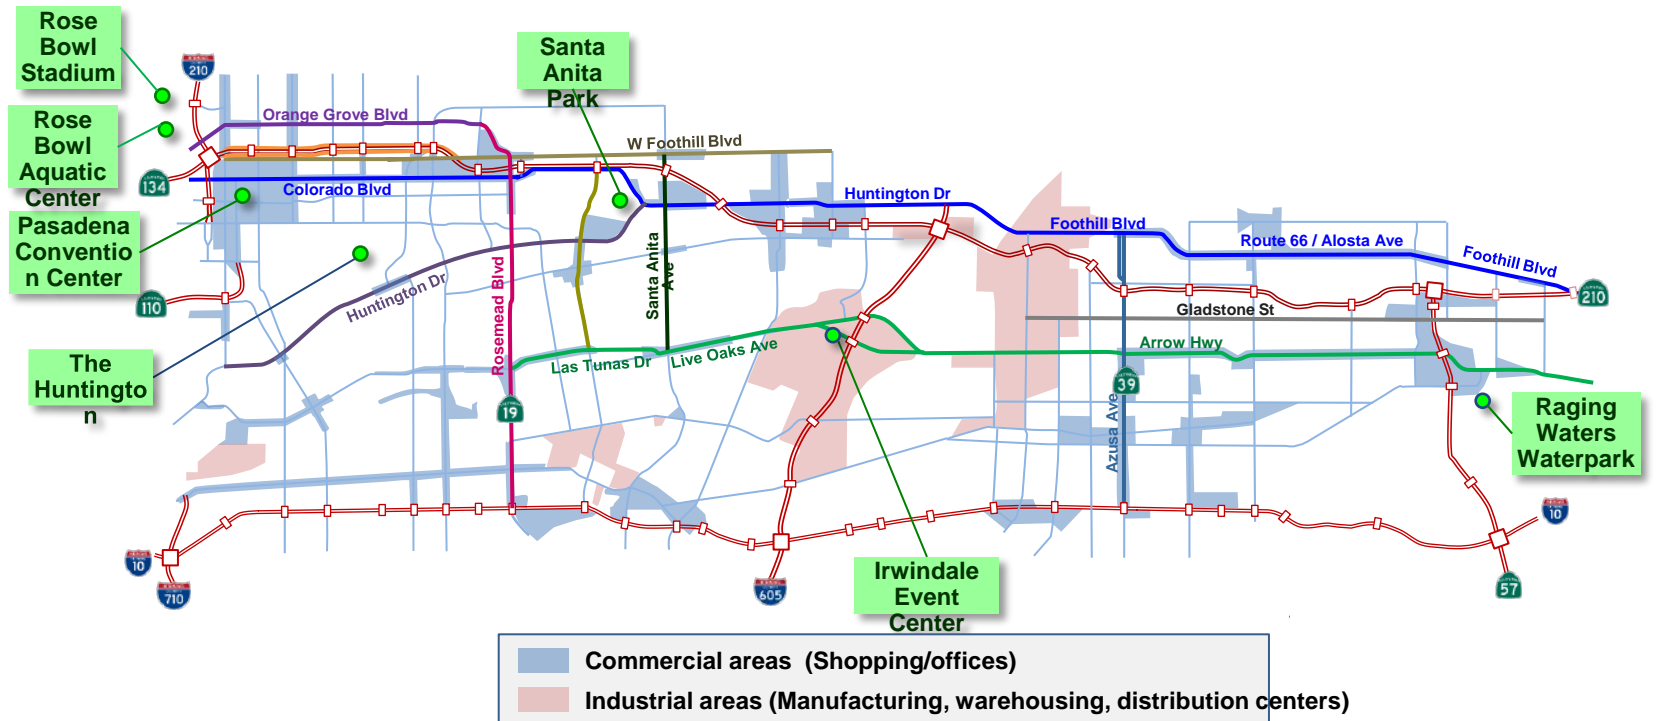 Rose
Bowl
Stadium
210
Santa
Anita
Park
Rose
Bowl
Aquatic
Center
Orange Grove Blvd
W Foothill Blvd
134
Colorado Blvd
Huntington Dr
Pasadena
Conventio
n Center
Foothill Blvd
Route 66 / Alosta Ave
Foothill Blvd
Huntington Dr
Rosemead Blvd
Santa Anita
Ave
110
210
Gladstone St
The
Huntingto
n
Las Tunas Dr
Live Oaks Ave
Arrow Hwy
39
19
Azusa Ave
Raging
Waters
Waterpark
10
10
710
605
57
Irwindale
Event
Center
Commercial areas (Shopping/offices)
Industrial areas (Manufacturing, warehousing, distribution centers)